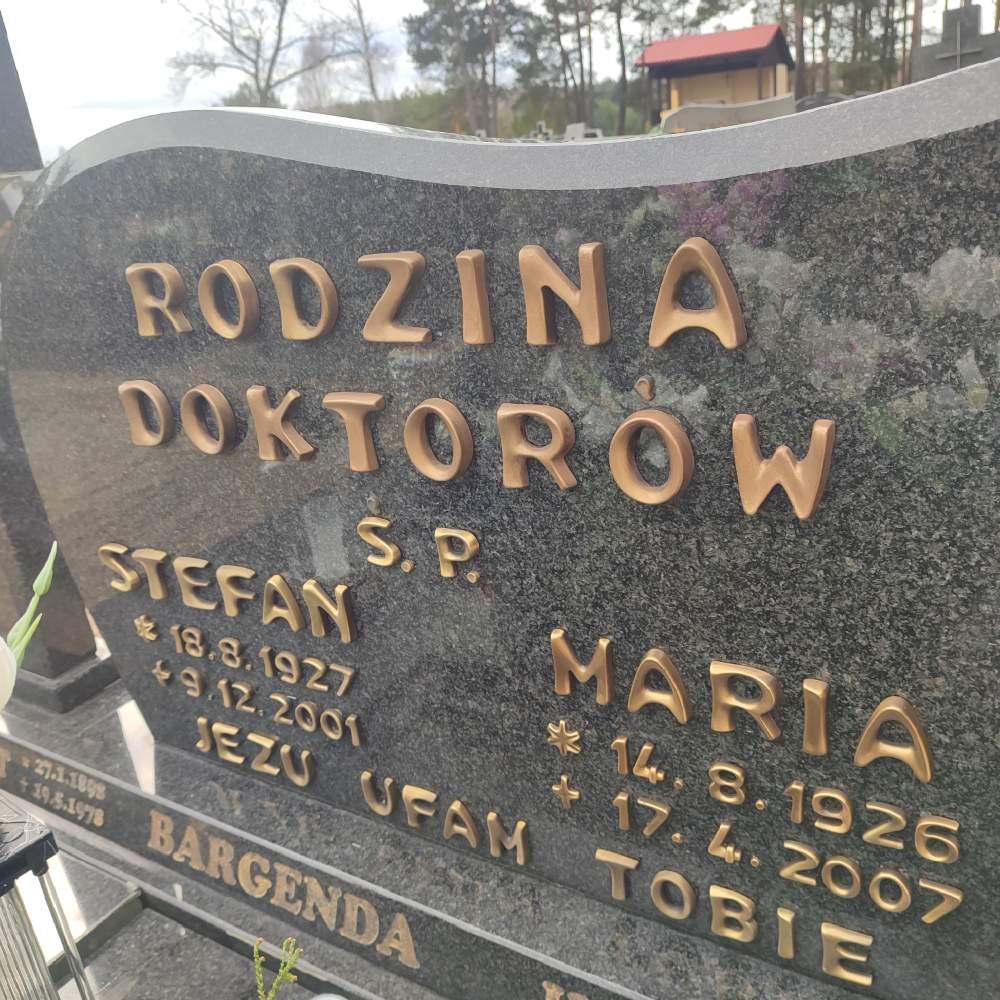 RODZINA
DOKTORÓW
Ś. P.
STEFAN
* 18.8.1927
+ 9.12.2001
MARIA
* 14.8.1926
+ 17.4.2007
JEZU UFAM TOBIE
* 27.1.1898
+ 19.5.1978
BARGENDA